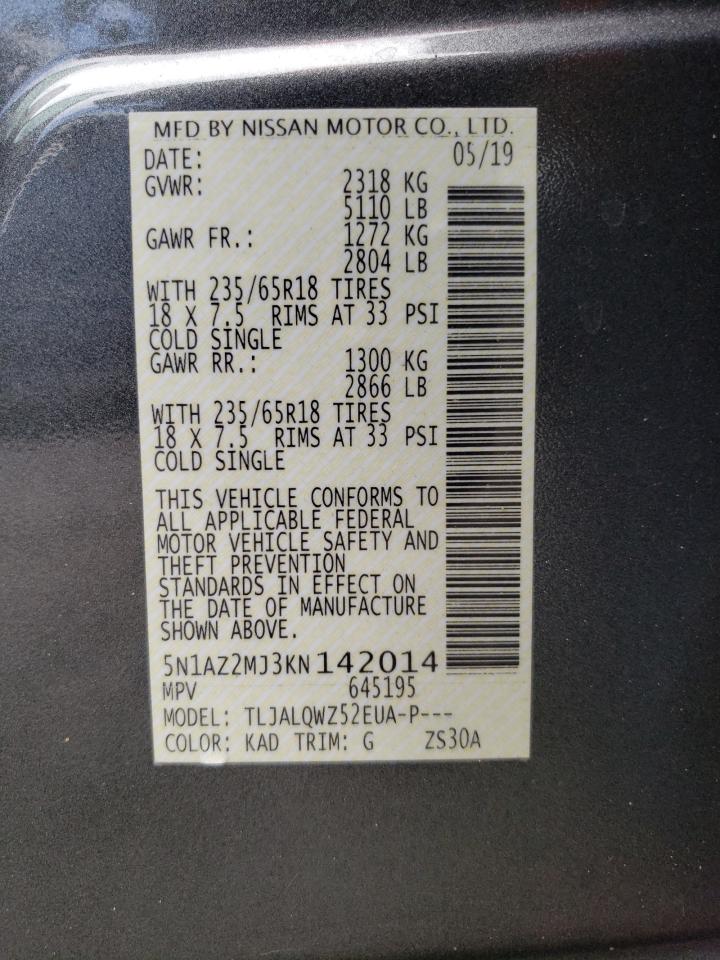 MFD BY NISSAN MOTOR CO., LTD.
DATE: 05/19
GVWR: 2318 KG
5110 LB
GAWR FR.: 1272 KG
2804 LB
WITH 235/65R18 TIRES
18 X 7.5 RIMS AT 33 PSI
COLD SINGLE
GAWR RR.: 1300 KG
2866 LB
WITH 235/65R18 TIRES
18 X 7.5 RIMS AT 33 PSI
COLD SINGLE
THIS VEHICLE CONFORMS TO
ALL APPLICABLE FEDERAL
MOTOR VEHICLE SAFETY AND
THEFT PREVENTION
STANDARDS IN EFFECT ON
THE DATE OF MANUFACTURE
SHOWN ABOVE.
5N1AZ2MJ3KN142014
MPV 645195
MODEL: TLJALQWZ52EUA-P---
COLOR: KAD TRIM: G ZS30A